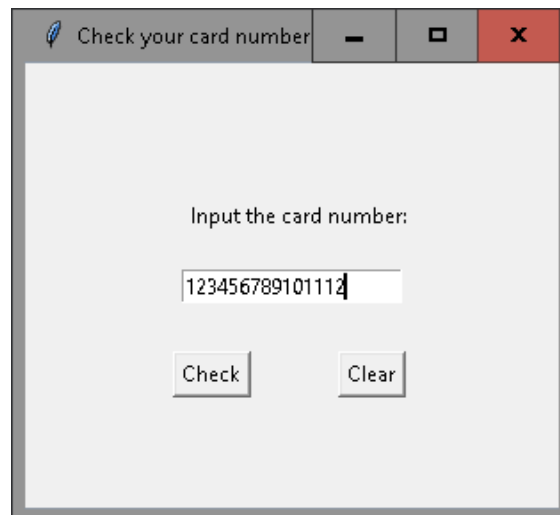 Check your card number
Input the card number:
123456789101112
Check
Clear